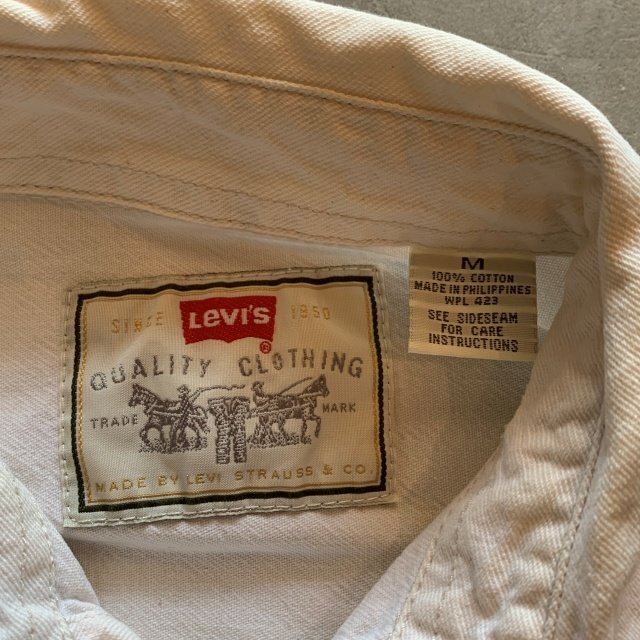 SINCE LEVI'S 1850
®
QUALITY CLOTHING
TRADE MARK
MADE BY LEVI STRAUSS & CO.
M
100% COTTON
MADE IN PHILIPPINES
WPL 423
SEE SIDESEAM
FOR CARE
INSTRUCTIONS